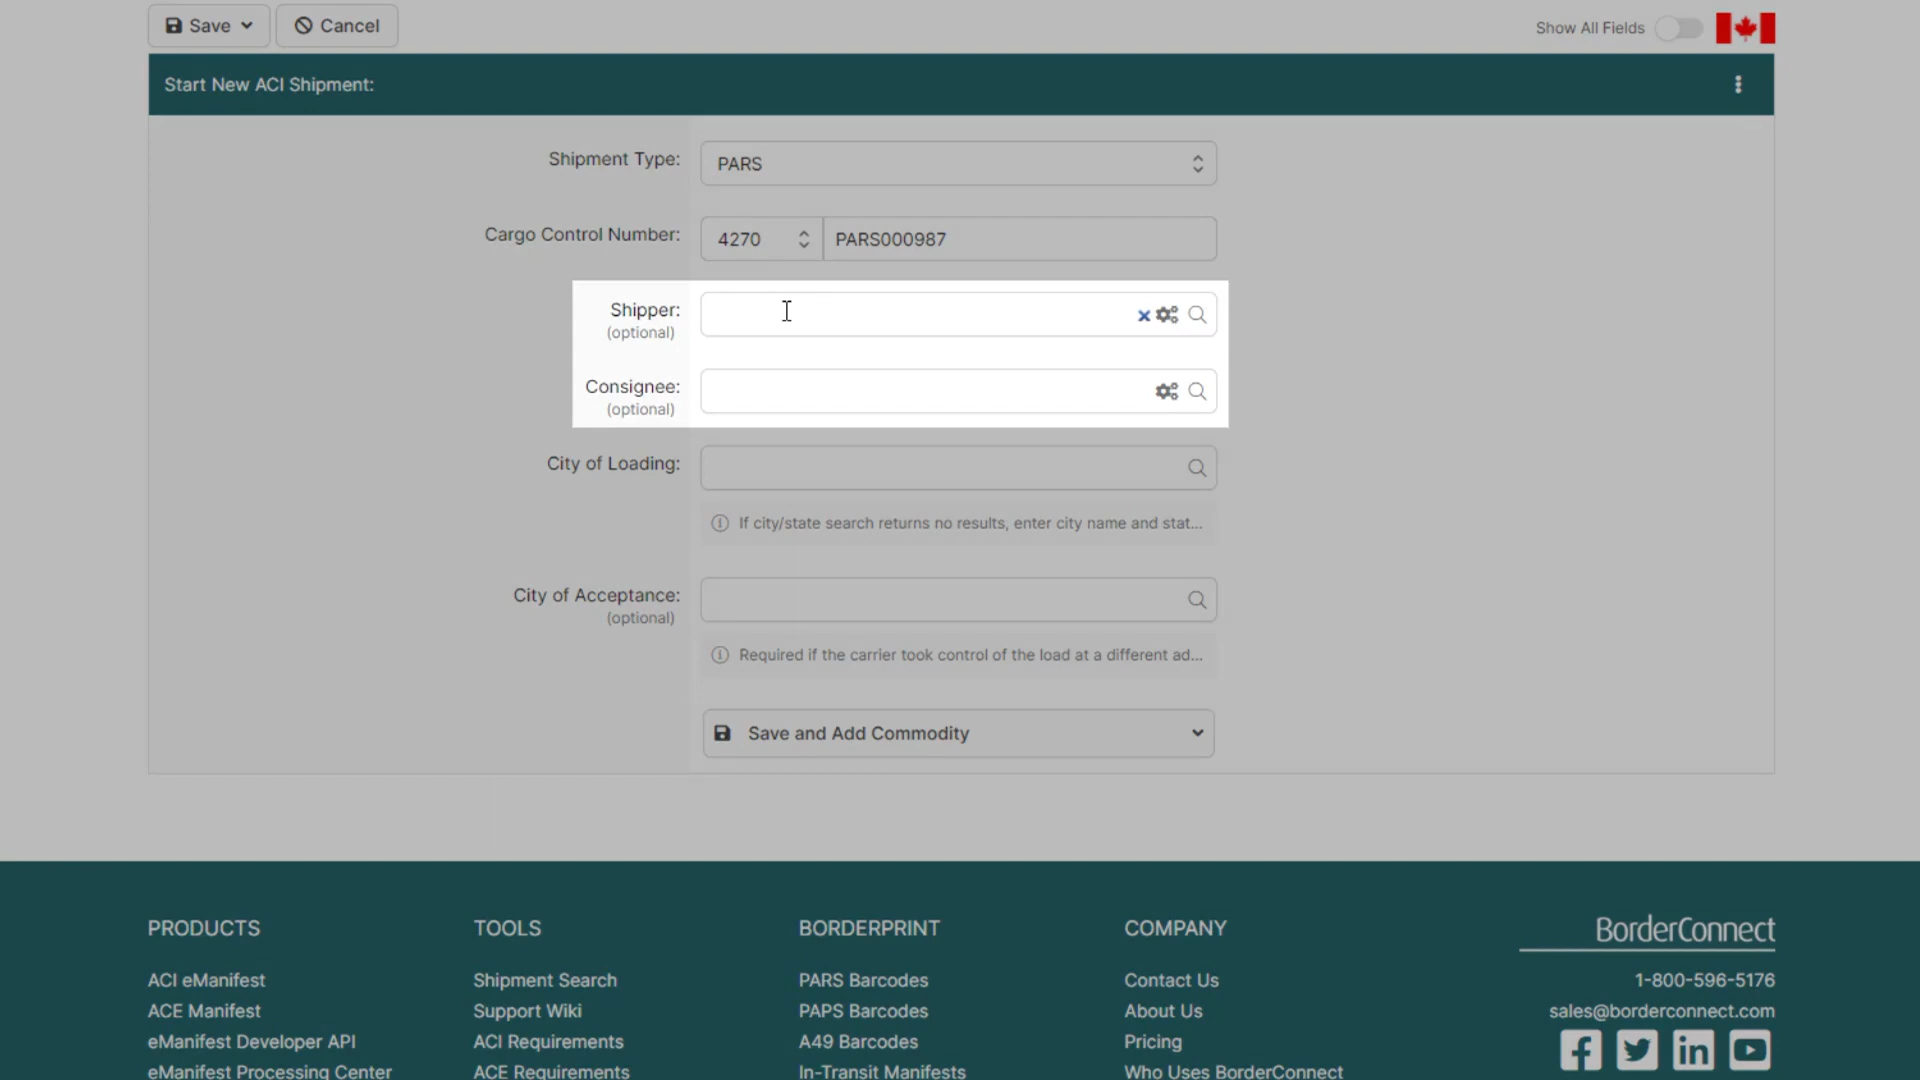 Save
Cancel
Show All Fields
Start New ACI Shipment:
Shipment Type:
PARS
Cargo Control Number:
4270
PARS000987
Shipper:
(optional)
Consignee:
(optional)
City of Loading:
If city/state search returns no results, enter city name and stat...
City of Acceptance:
(optional)
Required if the carrier took control of the load at a different ad...
Save and Add Commodity
PRODUCTS
ACI eManifest
ACE Manifest
eManifest Developer API
eManifest Processing Center
TOOLS
Shipment Search
Support Wiki
ACI Requirements
ACE Requirements
BORDERPRINT
PARS Barcodes
PAPS Barcodes
A49 Barcodes
In-Transit Manifests
COMPANY
Contact Us
About Us
Pricing
Who Uses BorderConnect
BorderConnect
1-800-596-5176
sales@borderconnect.com